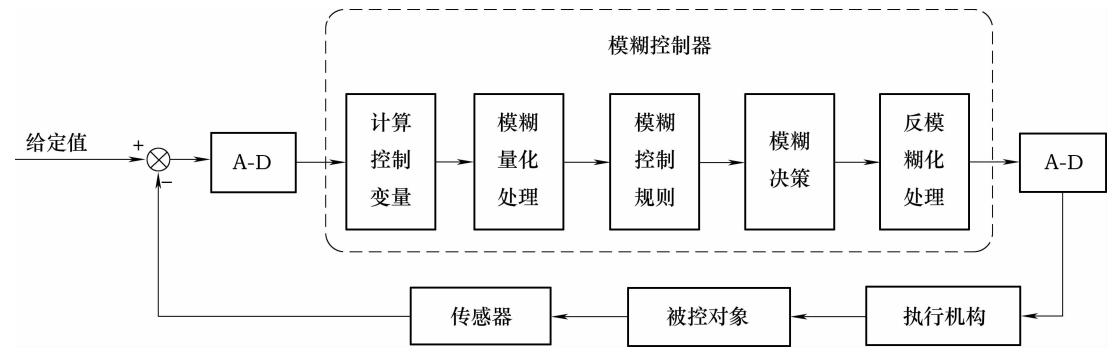 模糊控制器
给定值
+
−
A-D
计算
控制
变量
模糊
量化
处理
模糊
控制
规则
模糊
决策
反模
糊化
处理
A-D
传感器
被控对象
执行机构